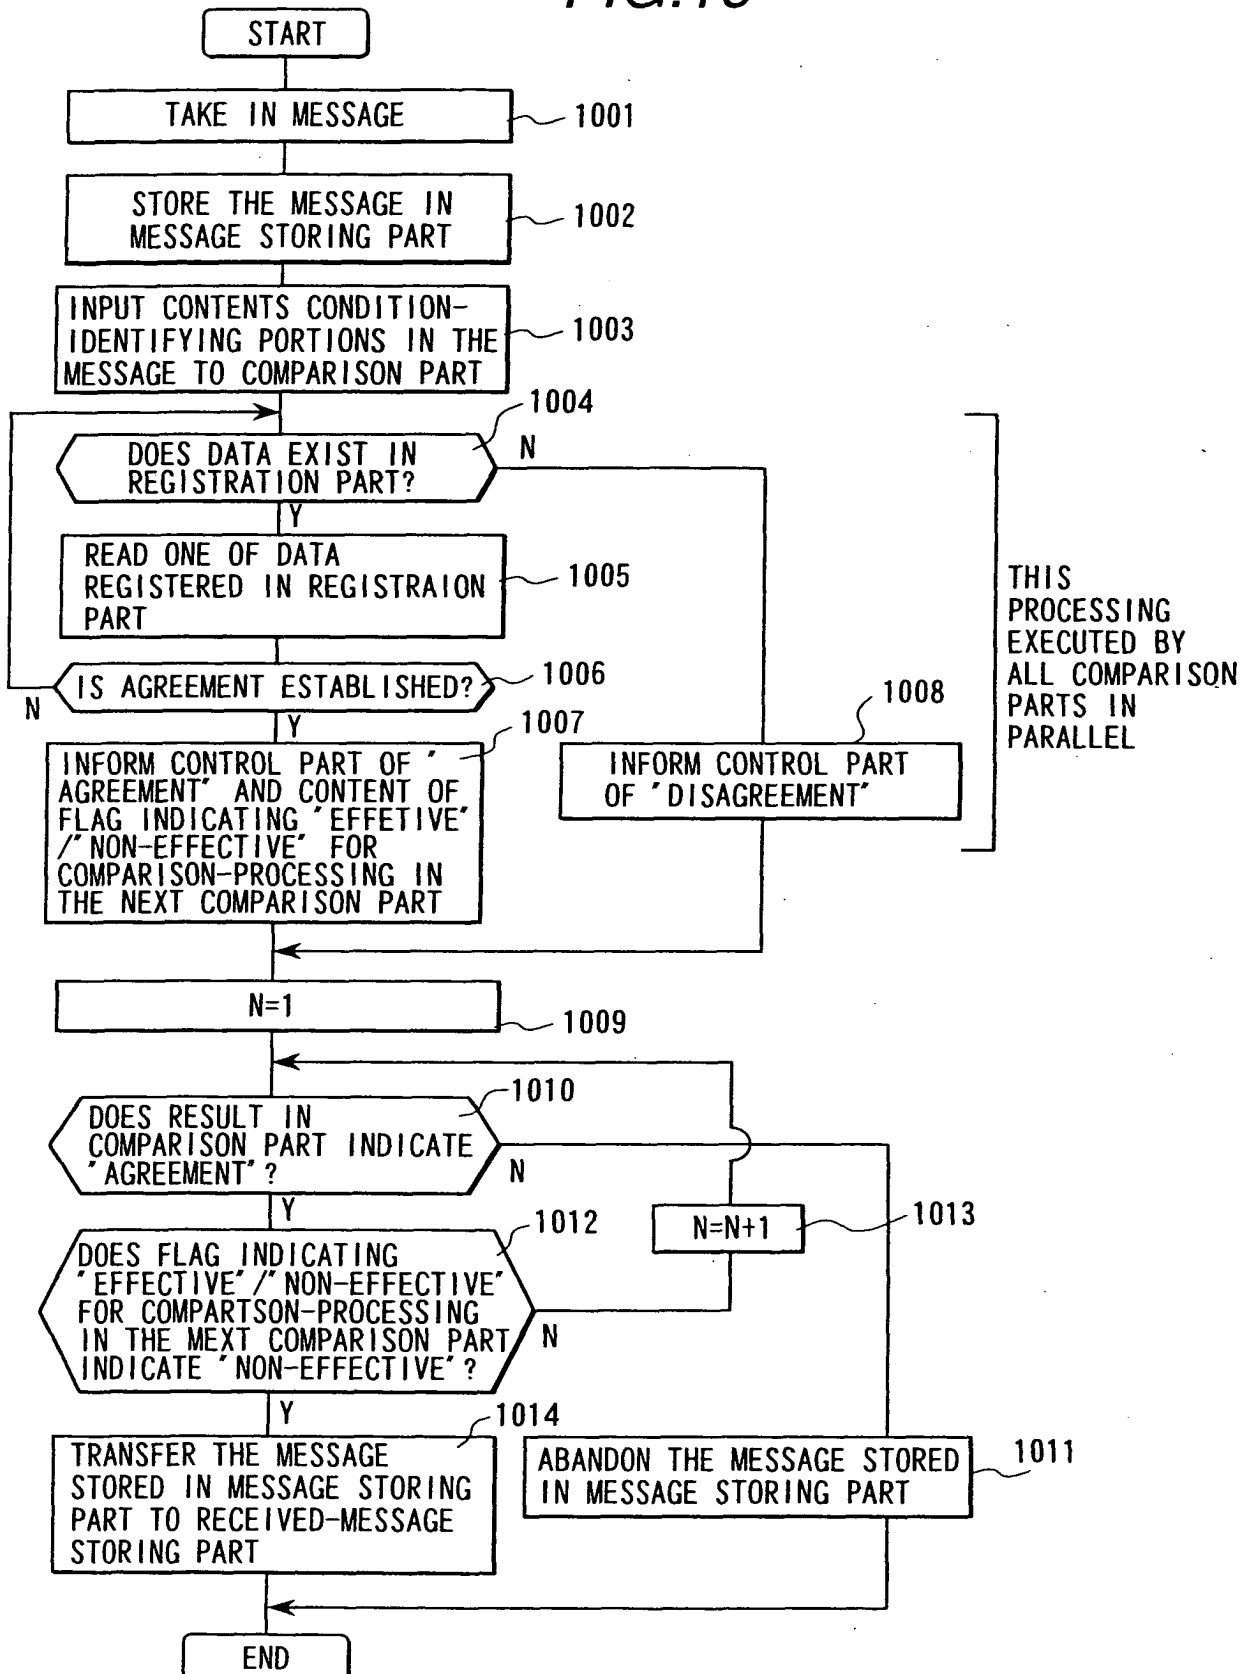 FIG.10
START
TAKE IN MESSAGE
1001
STORE THE MESSAGE IN
MESSAGE STORING PART
1002
INPUT CONTENTS CONDITION-
IDENTIFYING PORTIONS IN THE
MESSAGE TO COMPARISON PART
1003
1004
DOES DATA EXIST IN
REGISTRATION PART?
N
Y
READ ONE OF DATA
REGISTERED IN REGISTRAION
PART
1005
IS AGREEMENT ESTABLISHED?
1006
N
Y
1007
INFORM CONTROL PART OF "
AGREEMENT" AND CONTENT OF
FLAG INDICATING "EFFETIVE"
/"NON-EFFECTIVE" FOR
COMPARISON-PROCESSING IN
THE NEXT COMPARISON PART
1008
INFORM CONTROL PART
OF "DISAGREEMENT"
THIS
PROCESSING
EXECUTED BY
ALL COMPARISON
PARTS IN
PARALLEL
N=1
1009
1010
DOES RESULT IN
COMPARISON PART INDICATE
"AGREEMENT"?
N
Y
1012
DOES FLAG INDICATING
"EFFECTIVE"/"NON-EFFECTIVE"
FOR COMPARTSON-PROCESSING
IN THE MEXT COMPARISON PART
INDICATE "NON-EFFECTIVE"?
N
Y
N=N+1
1013
1014
TRANSFER THE MESSAGE
STORED IN MESSAGE STORING
PART TO RECEIVED-MESSAGE
STORING PART
ABANDON THE MESSAGE STORED
IN MESSAGE STORING PART
1011
END